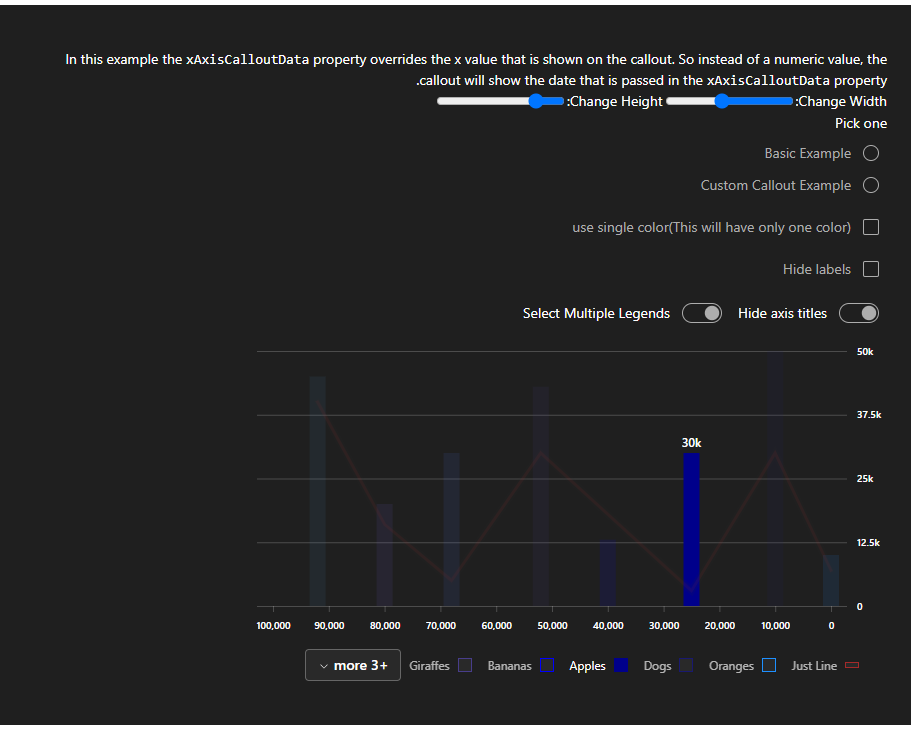 In this example the xAxisCalloutData property overrides the x value that is shown on the callout. So instead of a numeric value, the
.callout will show the date that is passed in the xAxisCalloutData property
:Change Height :Change Width
Pick one
Basic Example
Custom Callout Example
use single color(This will have only one color)
Hide labels
Select Multiple Legends Hide axis titles
50k
37.5k
30k
25k
12.5k
0
100,000 90,000 80,000 70,000 60,000 50,000 40,000 30,000 20,000 10,000 0
more 3+ Giraffes Bananas Apples Dogs Oranges Just Line